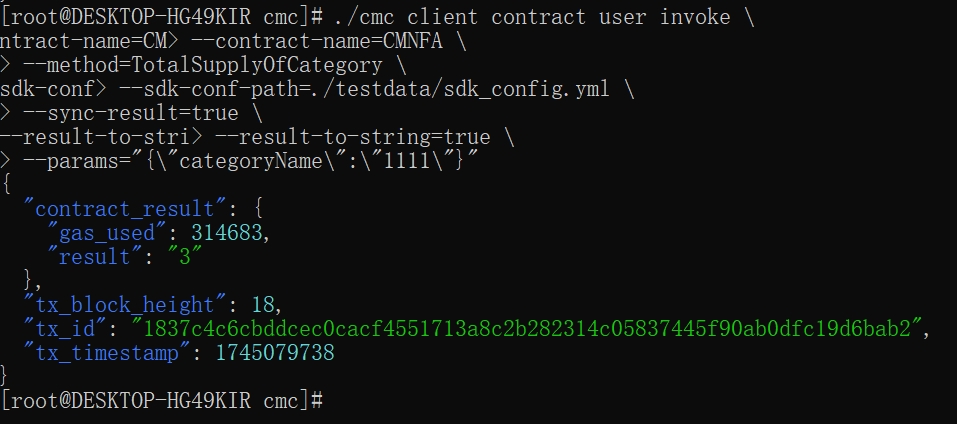 [root@DESKTOP-HG49KIR cmc]# ./cmc client contract user invoke \
ntract-name=CM> --contract-name=CMNFA \
> --method=TotalSupplyOfCategory \
sdk-conf> --sdk-conf-path=./testdata/sdk_config.yml \
> --sync-result=true \
--result-to-stri> --result-to-string=true \
> --params="{\"categoryName\":\"1111\"}"
{
  "contract_result": {
    "gas_used": 314683,
    "result": "3"
  },
  "tx_block_height": 18,
  "tx_id": "1837c4c6cbddcec0cacf4551713a8c2b282314c05837445f90ab0dfc19d6bab2",
  "tx_timestamp": 1745079738
}
[root@DESKTOP-HG49KIR cmc]#